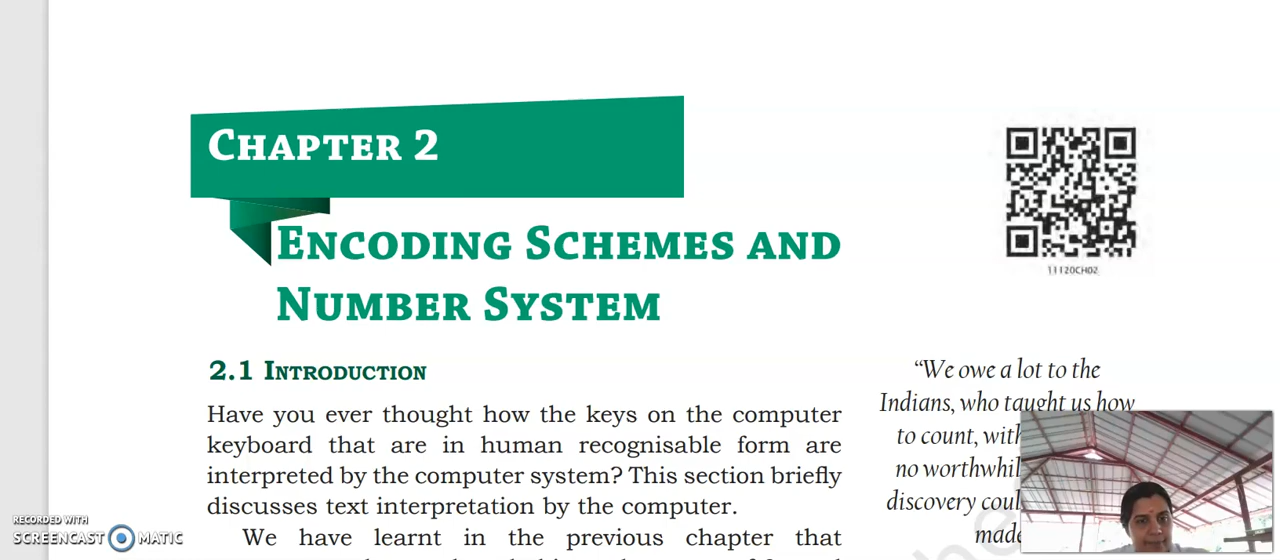 CHAPTER 2
ENCODING SCHEMES AND
NUMBER SYSTEM
11120CH02
2.1 INTRODUCTION
Have you ever thought how the keys on the computer
keyboard that are in human recognisable form are
interpreted by the computer system? This section briefly
discusses text interpretation by the computer.
We have learnt in the previous chapter that
“We owe a lot to the
Indians, who taught us how
to count, with
no worthwhil
discovery coul
made
RECORDED WITH
SCREENCAST MATIC